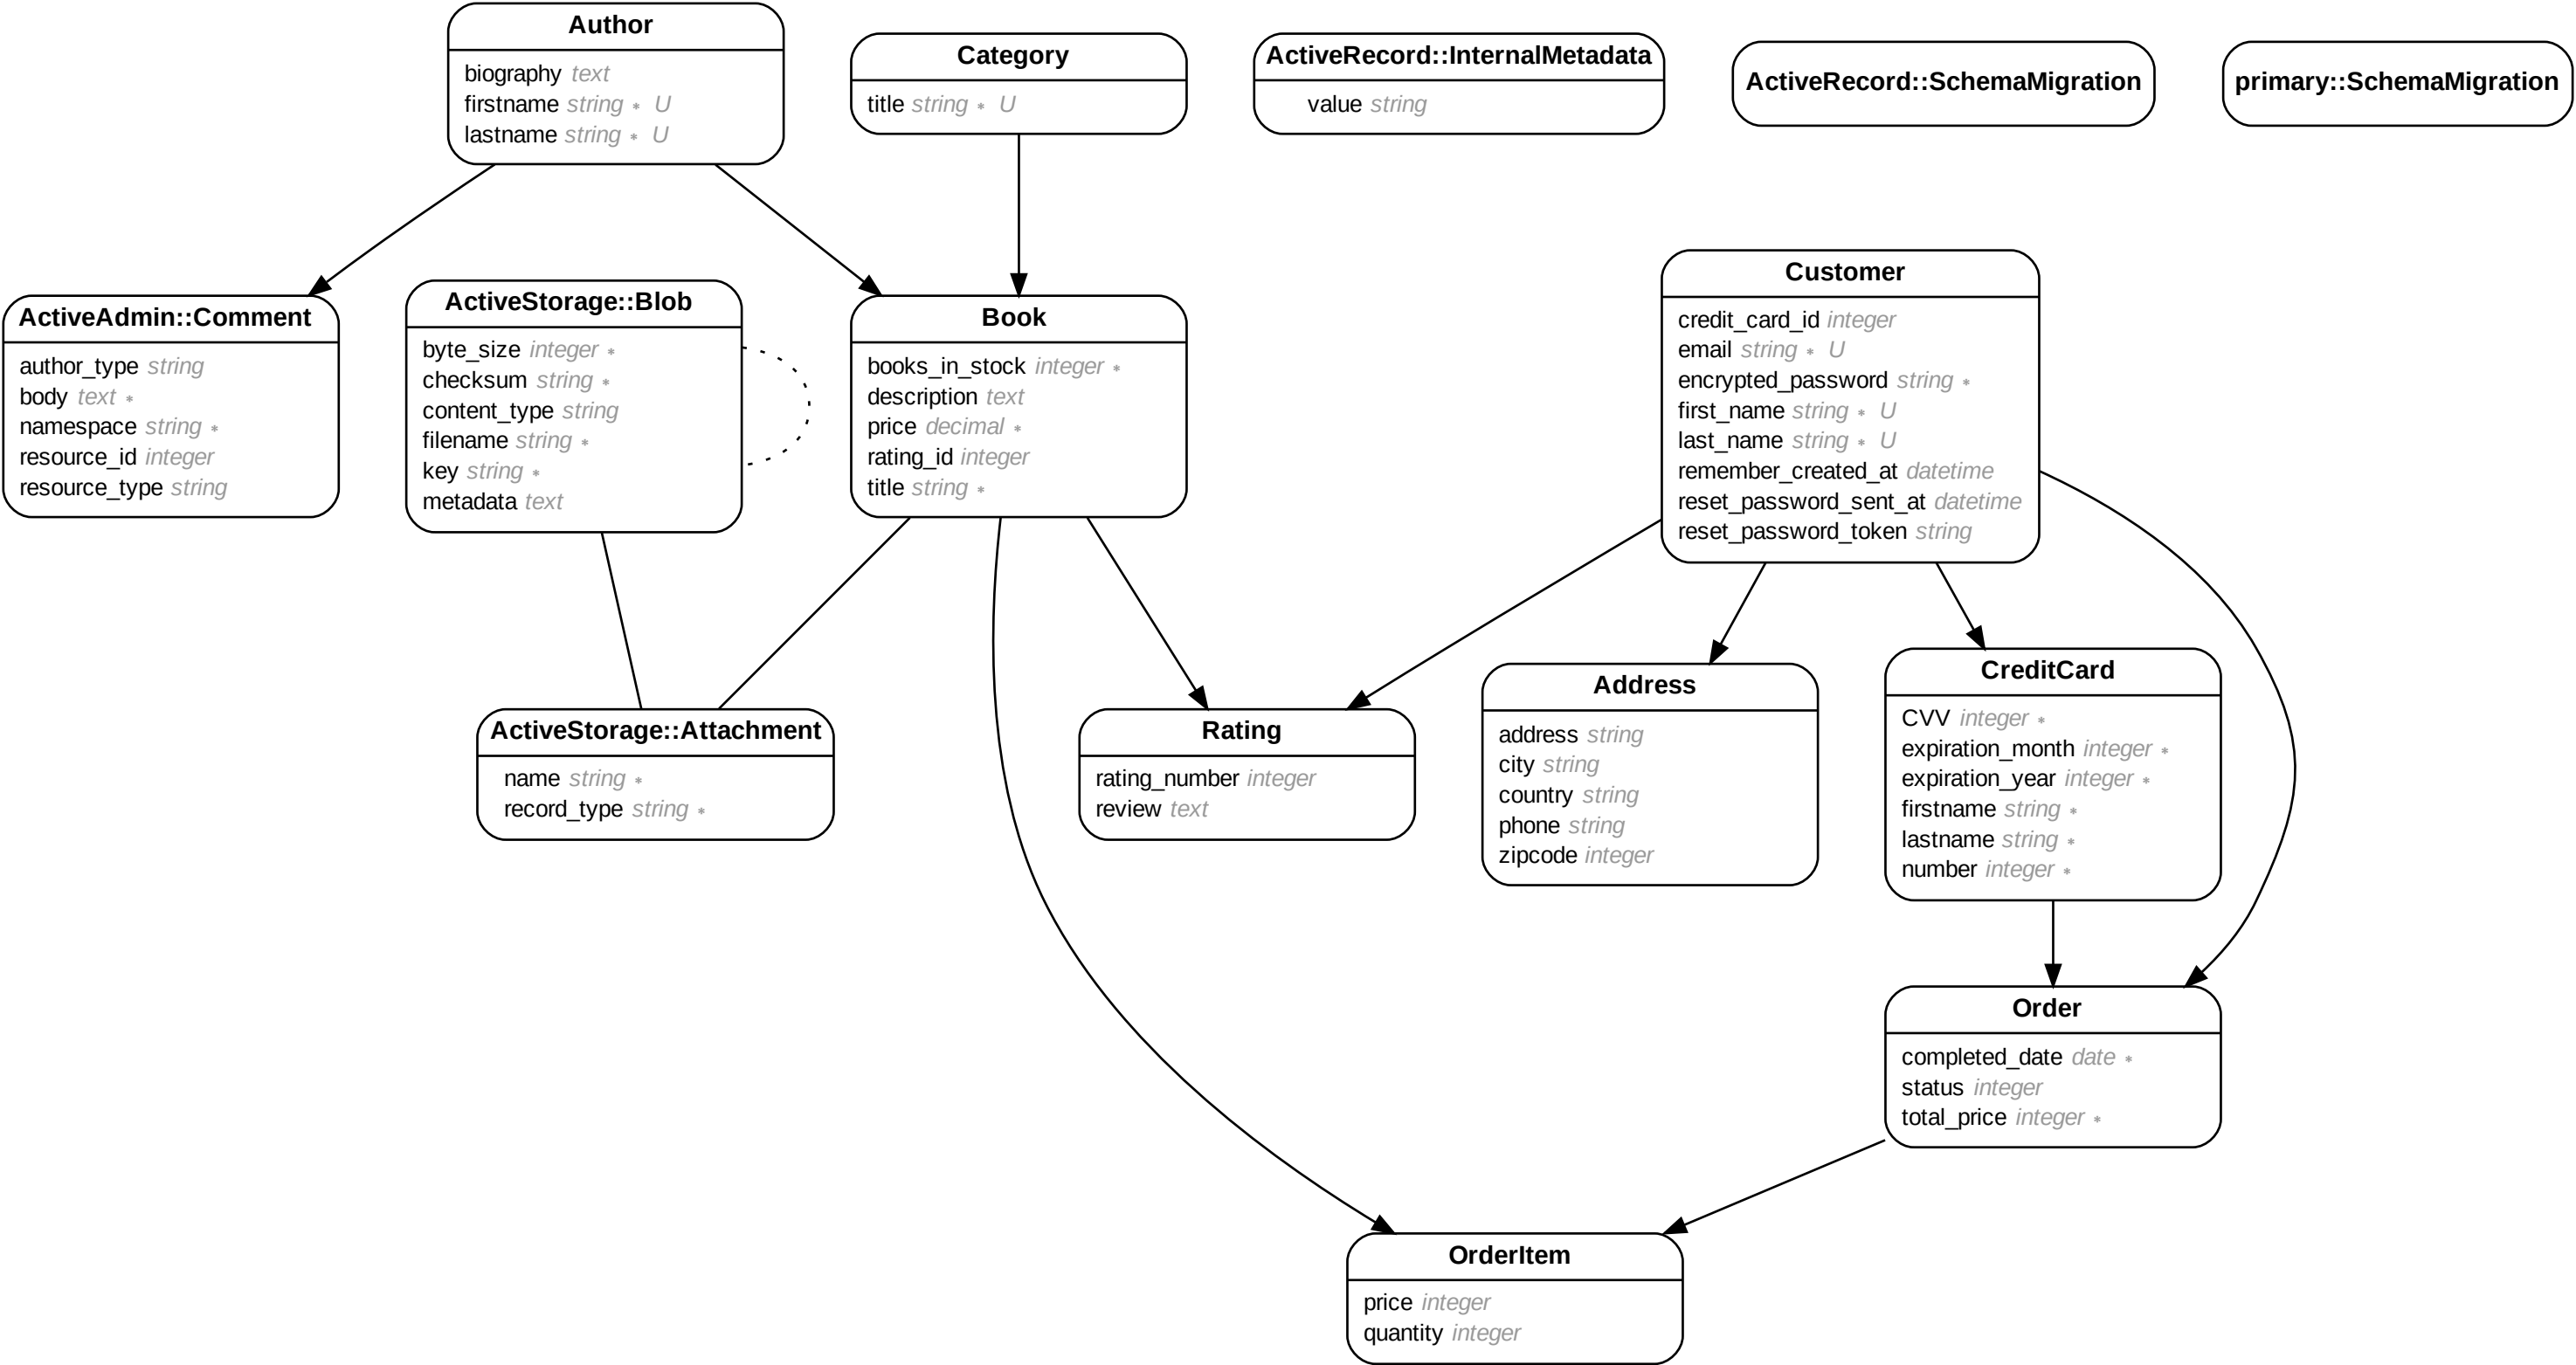 Author
biography text
firstname string * U
lastname string * U
Category
title string * U
ActiveRecord::InternalMetadata
value string
ActiveRecord::SchemaMigration
primary::SchemaMigration
ActiveAdmin::Comment
author_type string
body text *
namespace string *
resource_id integer
resource_type string
ActiveStorage::Blob
byte_size integer *
checksum string *
content_type string
filename string *
key string *
metadata text
Book
books_in_stock integer *
description text
price decimal *
rating_id integer
title string *
Customer
credit_card_id integer
email string * U
encrypted_password string *
first_name string * U
last_name string * U
remember_created_at datetime
reset_password_sent_at datetime
reset_password_token string
ActiveStorage::Attachment
name string *
record_type string *
Rating
rating_number integer
review text
Address
address string
city string
country string
phone string
zipcode integer
CreditCard
CVV integer *
expiration_month integer *
expiration_year integer *
firstname string *
lastname string *
number integer *
Order
completed_date date *
status integer
total_price integer *
OrderItem
price integer
quantity integer